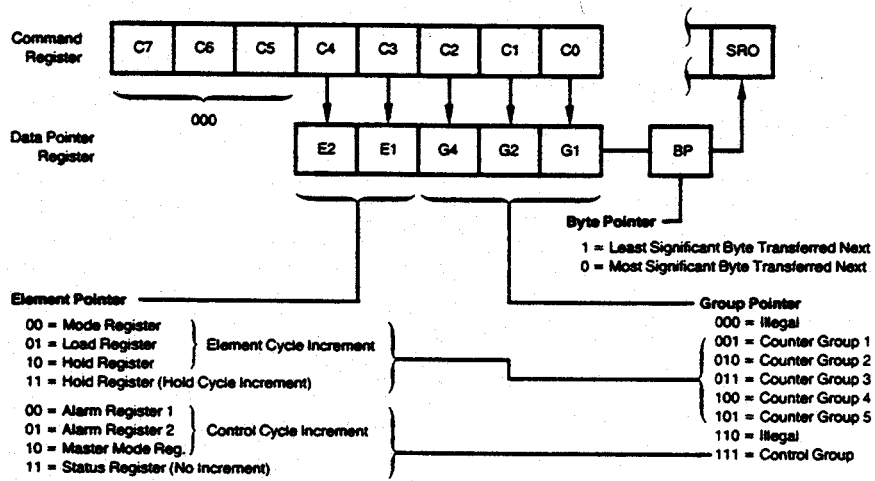 Command
Register
C7 C6 C5 C4 C3 C2 C1 C0
SRO
000
Data Pointer
Register
E2 E1 G4 G2 G1
BP
Byte Pointer
1 = Least Significant Byte Transferred Next
0 = Most Significant Byte Transferred Next
Element Pointer
00 = Mode Register
01 = Load Register
10 = Hold Register
Element Cycle Increment
11 = Hold Register (Hold Cycle Increment)
00 = Alarm Register 1
01 = Alarm Register 2
10 = Master Mode Reg.
Control Cycle Increment
11 = Status Register (No Increment)
Group Pointer
000 = Illegal
001 = Counter Group 1
010 = Counter Group 2
011 = Counter Group 3
100 = Counter Group 4
101 = Counter Group 5
110 = Illegal
111 = Control Group